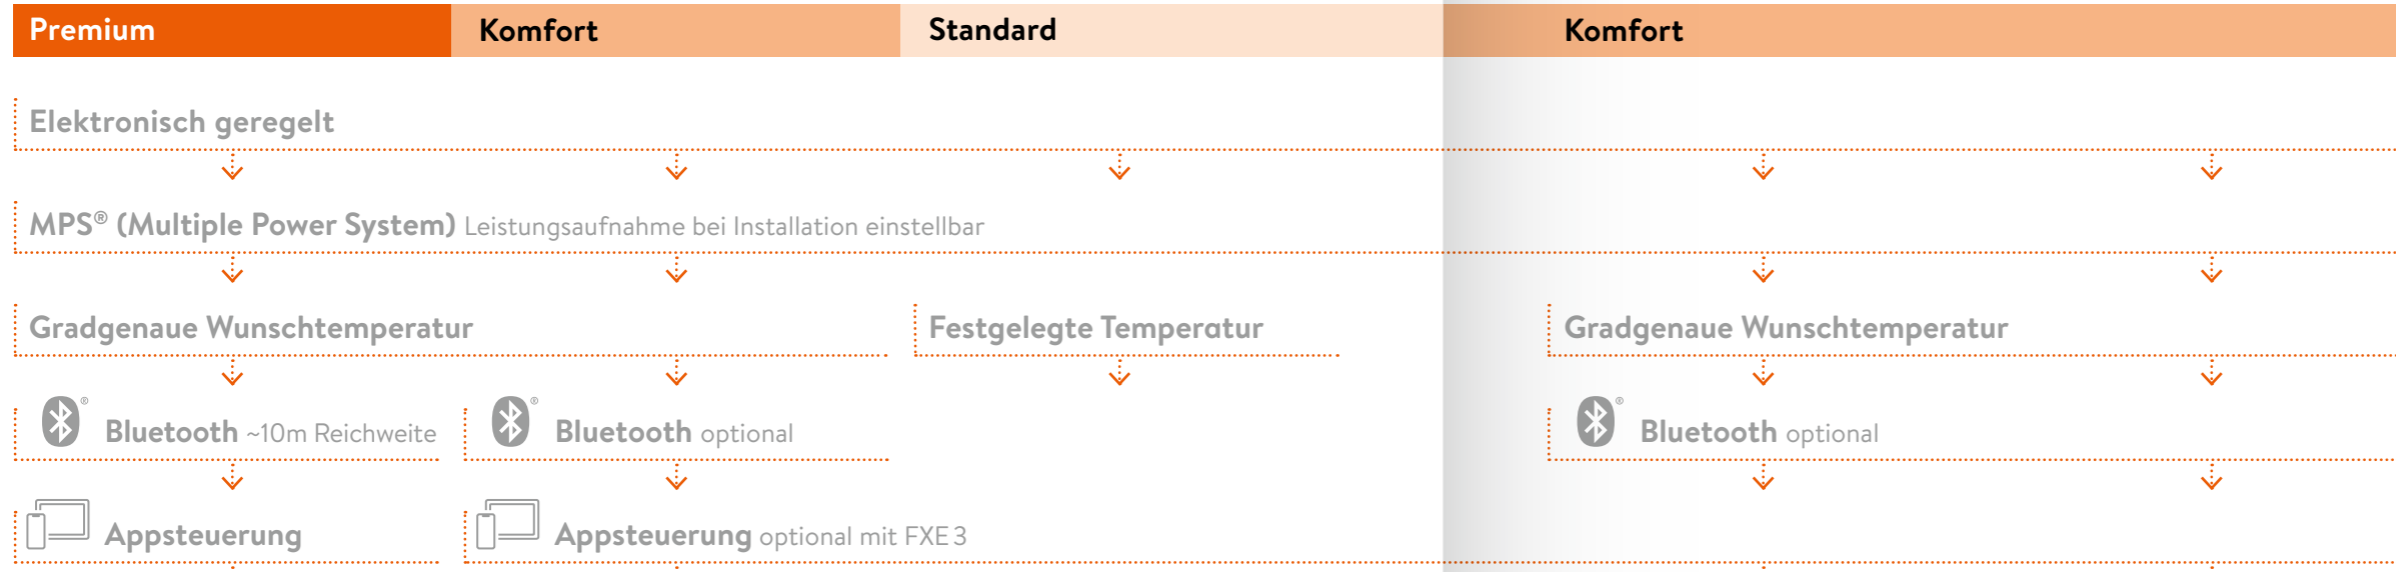 Premium Komfort Standard Komfort
Elektronisch geregelt
MPS® (Multiple Power System) Leistungsaufnahme bei Installation einstellbar
Gradgenaue Wunschtemperatur Festgelegte Temperatur Gradgenaue Wunschtemperatur
® Bluetooth ~10m Reichweite ® Bluetooth optional ® Bluetooth optional
Appsteuerung Appsteuerung optional mit FXE 3